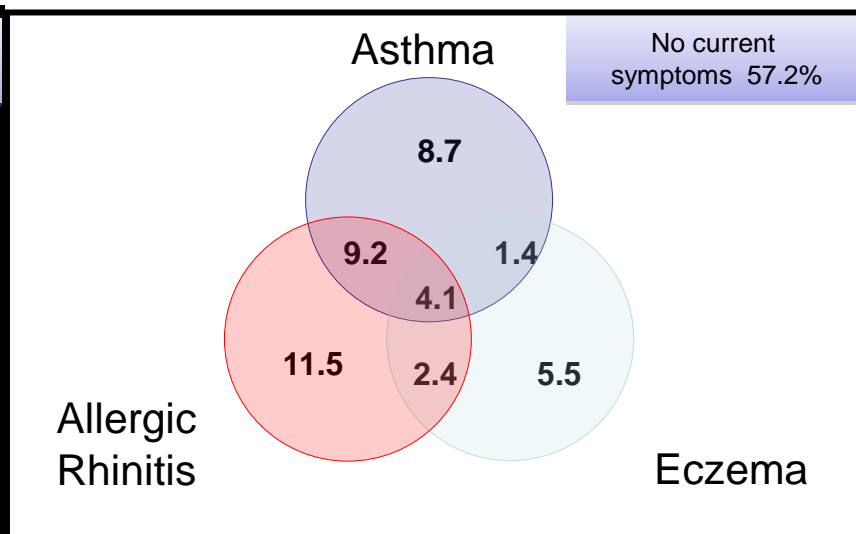 Asthma
No current
symptoms 57.2%
8.7
9.2
1.4
4.1
11.5
2.4
5.5
Allergic
Rhinitis
Eczema